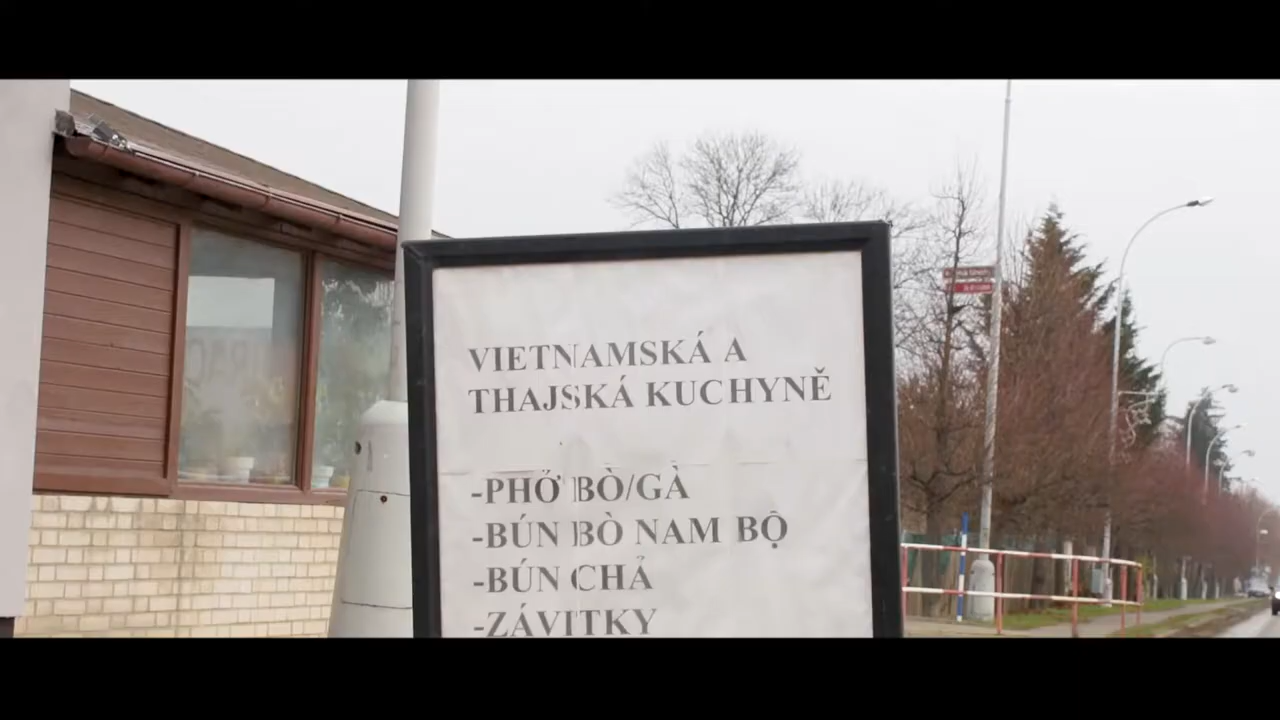 VIETNAMSKÁ A
THAJSKÁ KUCHYNĚ
-PHỞ BÒ/GÀ
-BÚN BÒ NAM BỘ
-BÚN CHẢ
-ZÁVITKY